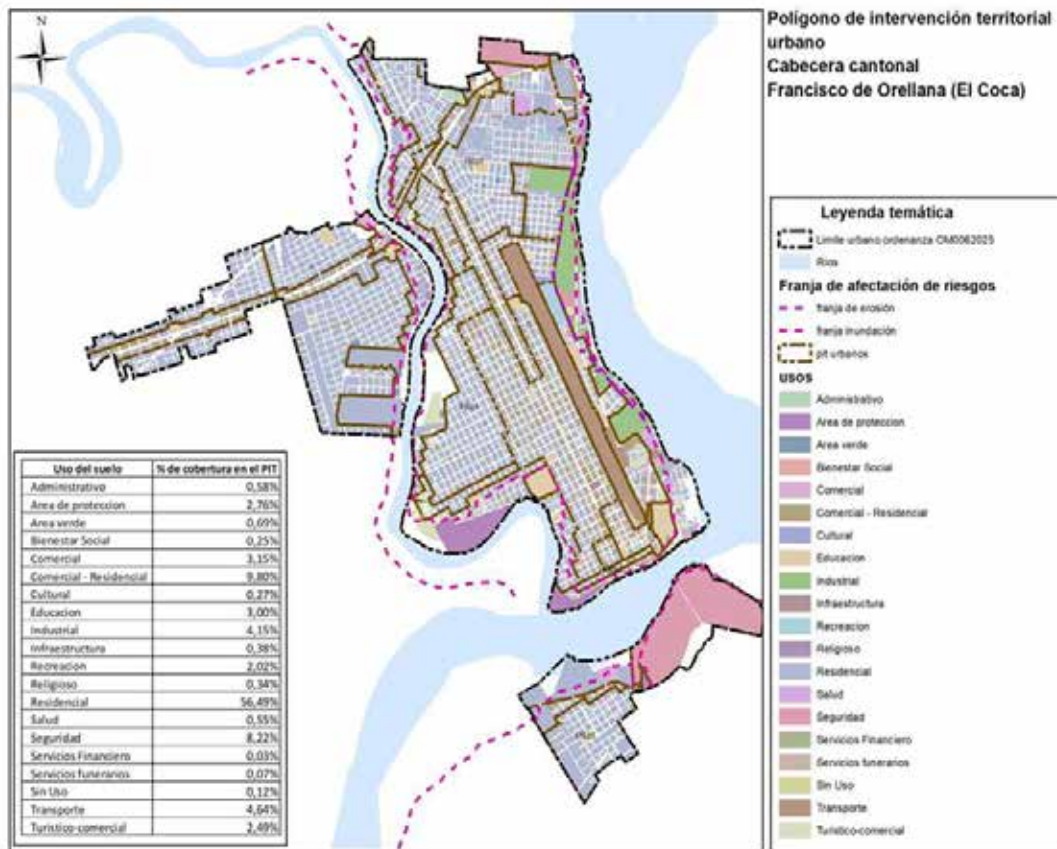 Polígono de intervención territorial
urbano
Cabecera cantonal
Francisco de Orellana (El Coca)
N
Leyenda temática
Limite urbano ordenanza OM0062025
Rios
Franja de afectación de riesgos
franja de erosión
franja inundación
pit urbanos
usos
Administrativo
Area de proteccion
Area verde
Bienestar Social
Comercial
Comercial - Residencial
Cultural
Educacion
Industrial
Infraestructura
Recreacion
Religioso
Residencial
Salud
Seguridad
Servicios Financiero
Servicios funerarios
Sin Uso
Transporte
Turistico-comercial
Uso del suelo % de cobertura en el PIT
Administrativo 0,58%
Area de proteccion 2,76%
Area verde 0,69%
Bienestar Social 0,25%
Comercial 3,15%
Comercial - Residencial 9,80%
Cultural 0,27%
Educacion 3,00%
Industrial 4,15%
Infraestructura 0,38%
Recreacion 2,02%
Religioso 0,34%
Residencial 56,49%
Salud 0,55%
Seguridad 8,22%
Servicios Financiero 0,03%
Servicios funerarios 0,07%
Sin Uso 0,12%
Transporte 4,64%
Turistico-comercial 2,49%